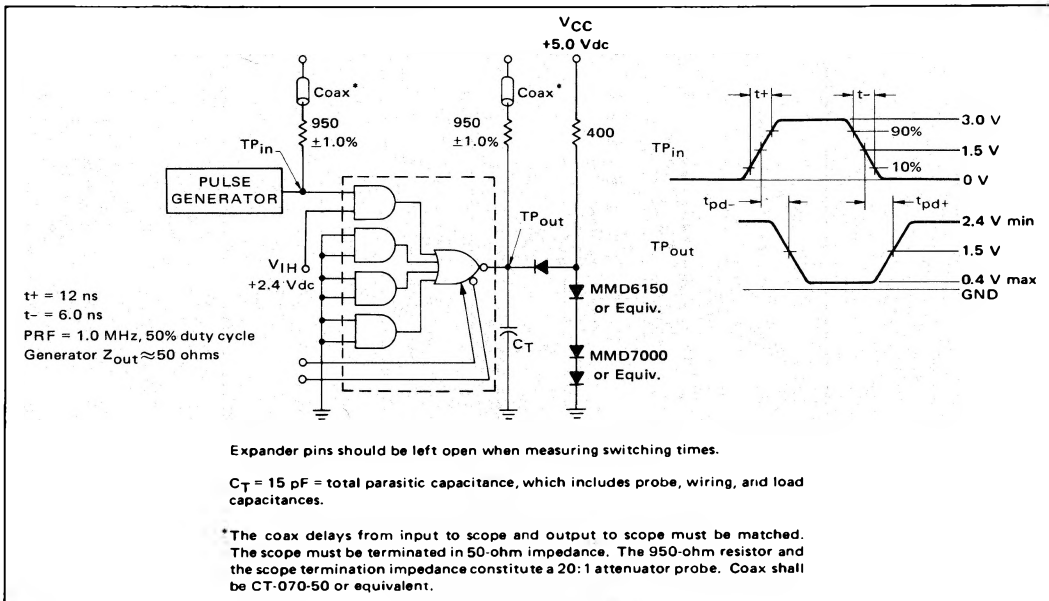 VCC
+5.0 Vdc
Coax*
Coax*
950
±1.0%
950
±1.0%
400
TPin
PULSE
GENERATOR
TPout
VIH
+2.4 Vdc
MMD6150
or Equiv.
CT
MMD7000
or Equiv.
t+ = 12 ns
t- = 6.0 ns
PRF = 1.0 MHz, 50% duty cycle
Generator Zout ≈50 ohms
t+
t-
3.0 V
90%
TPin
1.5 V
10%
0 V
tpd-
tpd+
2.4 V min
TPout
1.5 V
0.4 V max
GND
Expander pins should be left open when measuring switching times.
CT = 15 pF = total parasitic capacitance, which includes probe, wiring, and load
capacitances.
*The coax delays from input to scope and output to scope must be matched.
The scope must be terminated in 50-ohm impedance. The 950-ohm resistor and
the scope termination impedance constitute a 20:1 attenuator probe. Coax shall
be CT-070-50 or equivalent.